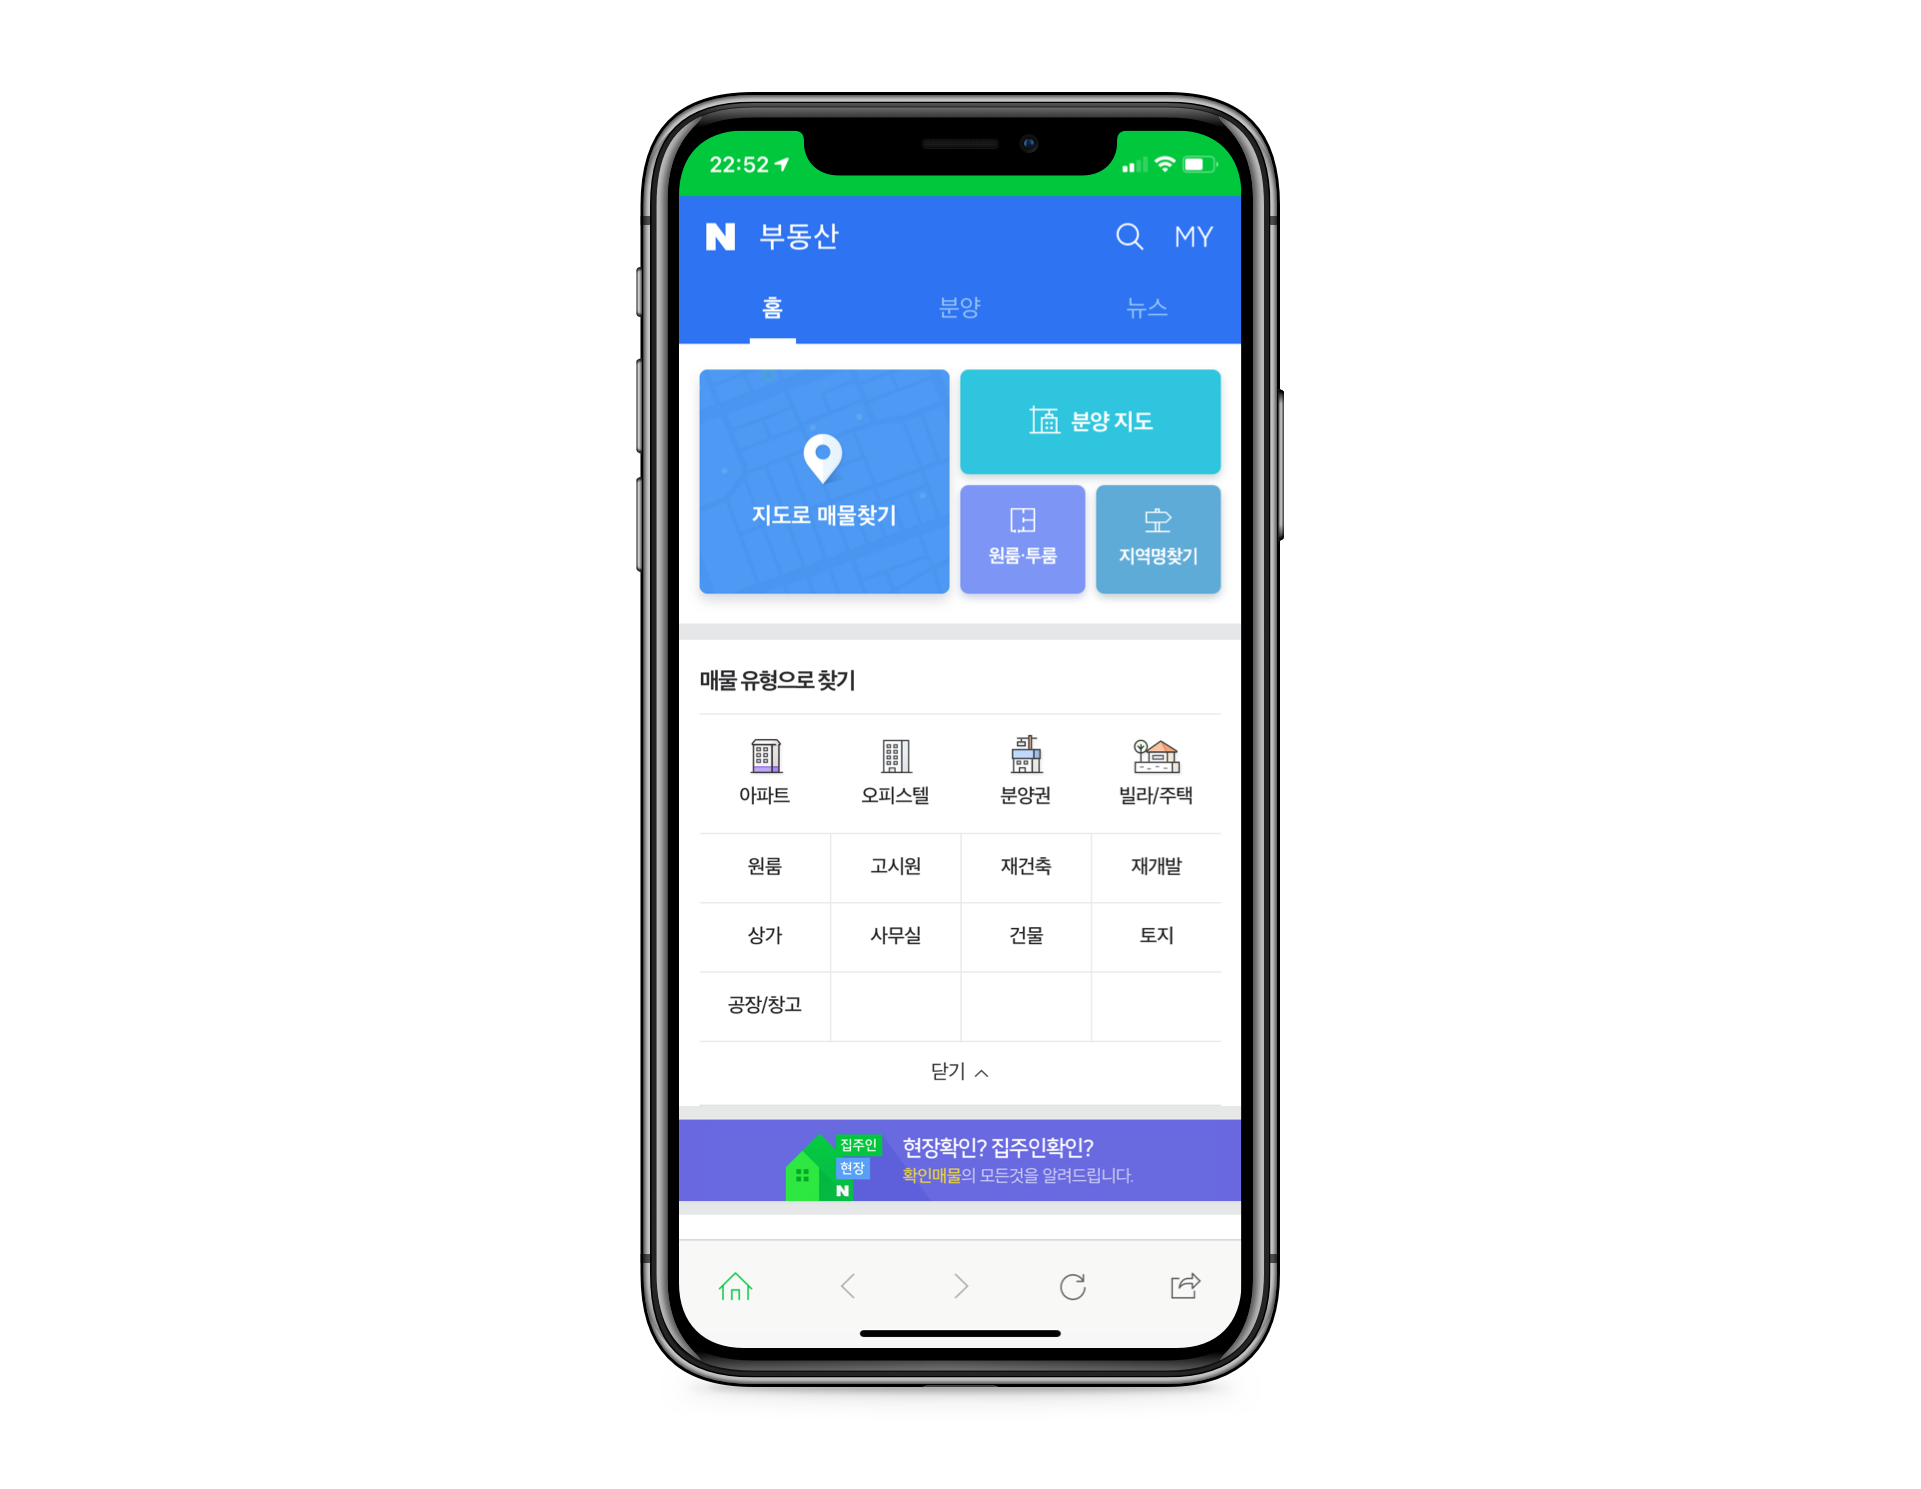 22:52
N 부동산 MY
홈 분양 뉴스
지도로 매물찾기
분양 지도
원룸·투룸
지역명찾기
매물 유형으로 찾기
아파트 오피스텔 분양권 빌라/주택
원룸 고시원 재건축 재개발
상가 사무실 건물 토지
공장/창고
닫기
집주인
현장
N
현장확인? 집주인확인?
확인매물의 모든것을 알려드립니다.